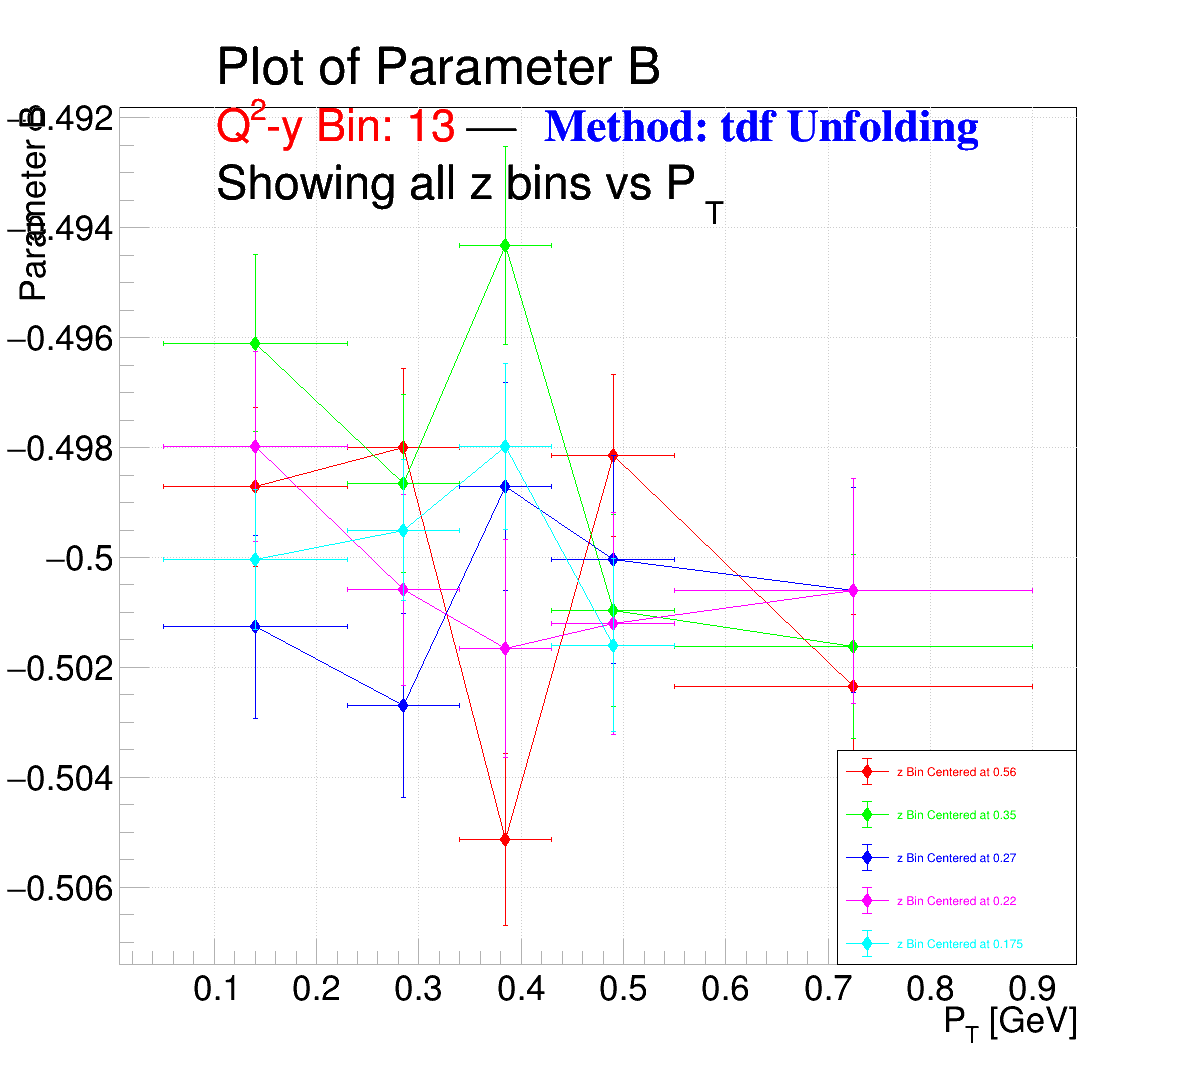 Plot of Parameter B
Q²-y Bin: 13 — Method: tdf Unfolding
Showing all z bins vs P_T
Parameter B
−0.492
−0.494
−0.496
−0.498
−0.5
−0.502
−0.504
−0.506
z Bin Centered at 0.56
z Bin Centered at 0.35
z Bin Centered at 0.27
z Bin Centered at 0.22
z Bin Centered at 0.175
0.1 0.2 0.3 0.4 0.5 0.6 0.7 0.8 0.9
P_T [GeV]